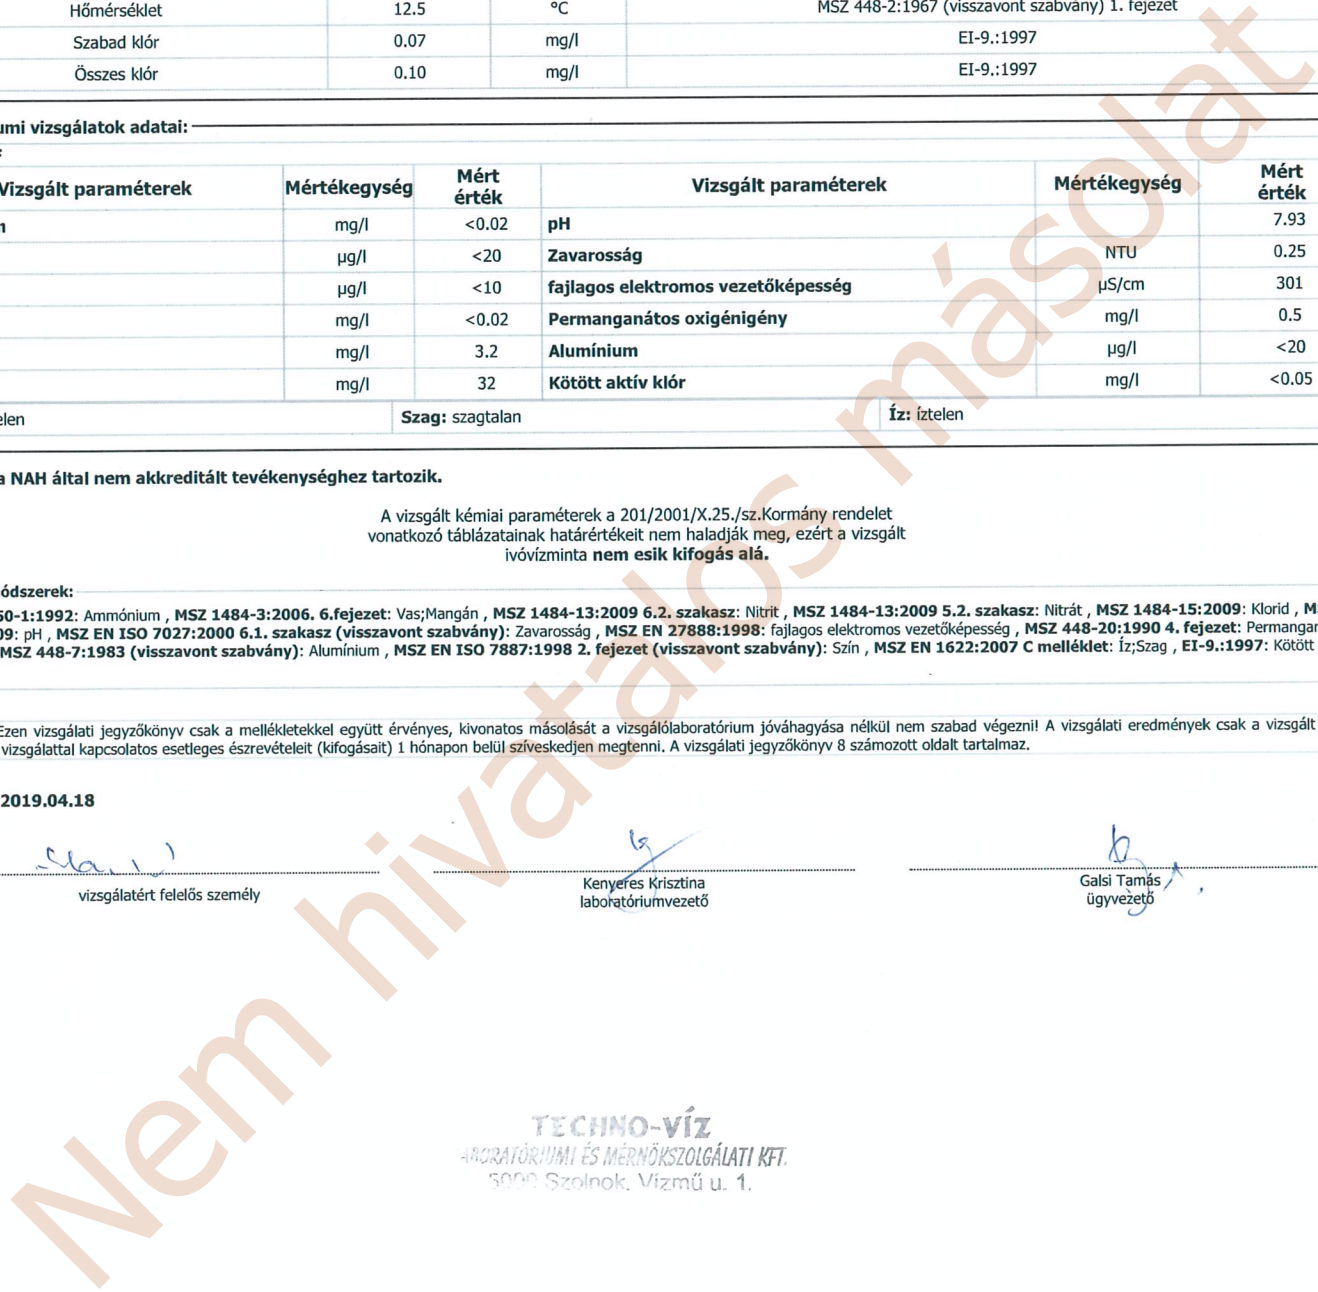 Hőmérséklet 12.5 °C MSZ 448-2:1967 (visszavont szabvány) 1. fejezet
Szabad klór 0.07 mg/l EI-9.:1997
Összes klór 0.10 mg/l EI-9.:1997
umi vizsgálatok adatai:
Vizsgált paraméterek Mértékegység Mért érték Vizsgált paraméterek Mértékegység Mért érték
mg/l <0.02 pH 7.93
µg/l <20 Zavarosság NTU 0.25
µg/l <10 fajlagos elektromos vezetőképesség µS/cm 301
mg/l <0.02 Permanganátos oxigénigény mg/l 0.5
mg/l 3.2 Alumínium µg/l <20
mg/l 32 Kötött aktív klór mg/l <0.05
elen Szag: szagtalan Íz: íztelen
a NAH által nem akkreditált tevékenységhez tartozik.
A vizsgált kémiai paraméterek a 201/2001/X.25./sz.Kormány rendelet
vonatkozó táblázatainak határértékeit nem haladják meg, ezért a vizsgált
ivóvízminta nem esik kifogás alá.
ódszerek:
50-1:1992: Ammónium , MSZ 1484-3:2006. 6.fejezet: Vas;Mangán , MSZ 1484-13:2009 6.2. szakasz: Nitrit , MSZ 1484-13:2009 5.2. szakasz: Nitrát , MSZ 1484-15:2009: Klorid , M
09: pH , MSZ EN ISO 7027:2000 6.1. szakasz (visszavont szabvány): Zavarosság , MSZ EN 27888:1998: fajlagos elektromos vezetőképesség , MSZ 448-20:1990 4. fejezet: Permangan
MSZ 448-7:1983 (visszavont szabvány): Alumínium , MSZ EN ISO 7887:1998 2. fejezet (visszavont szabvány): Szín , MSZ EN 1622:2007 C melléklet: Íz;Szag , EI-9.:1997: Kötött
Ezen vizsgálati jegyzőkönyv csak a mellékletekkel együtt érvényes, kivonatos másolását a vizsgálólaboratórium jóváhagyása nélkül nem szabad végezni! A vizsgálati eredmények csak a vizsgált
vizsgálattal kapcsolatos esetleges észrevételeit (kifogásait) 1 hónapon belül szíveskedjen megtenni. A vizsgálati jegyzőkönyv 8 számozott oldalt tartalmaz.
2019.04.18
vizsgálatért felelős személy
Kenyeres Krisztina
laboratóriumvezető
Galsi Tamás
ügyvezető
TECHNO-VÍZ
ABORATÓRIUMI ÉS MÉRNÖKSZOLGÁLATI KFT.
5000 Szolnok, Vízmű u. 1.
Nem hivatalos másolat